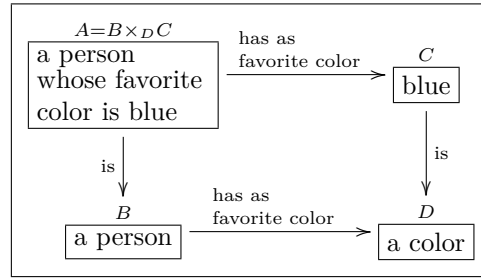 A=B×_D C
a person
whose favorite
color is blue
has as
favorite color
C
blue
is
is
B
a person
has as
favorite color
D
a color